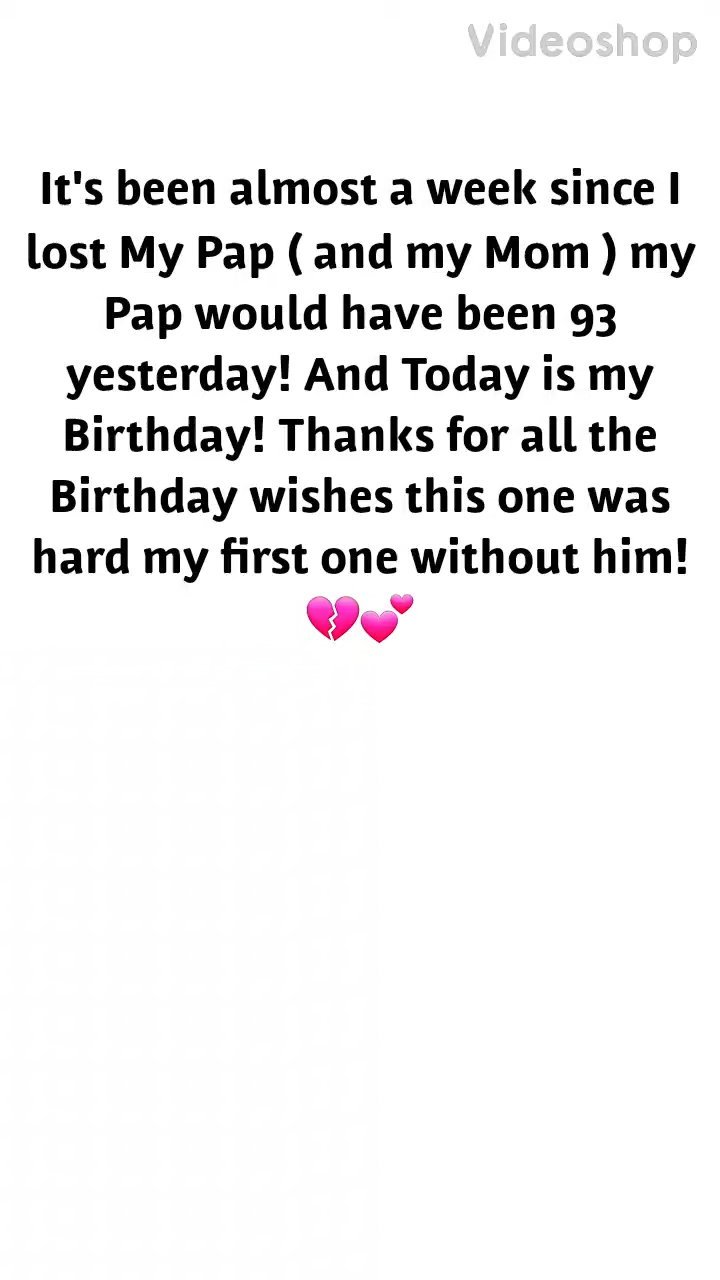 Videoshop
It's been almost a week since I
lost My Pap ( and my Mom ) my
Pap would have been 93
yesterday! And Today is my
Birthday! Thanks for all the
Birthday wishes this one was
hard my first one without him!
💔💕